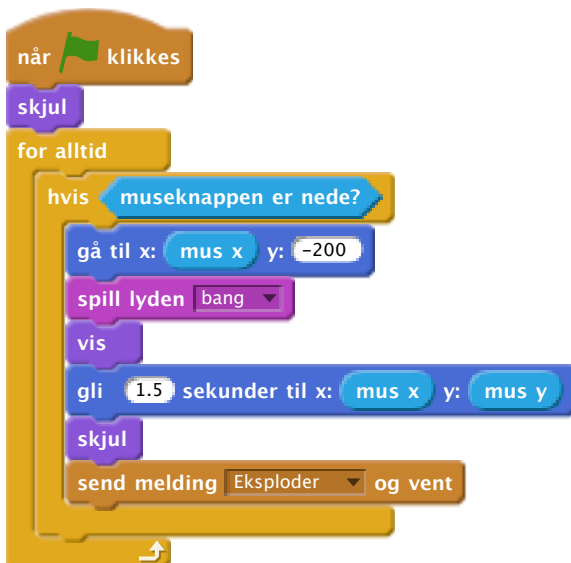 når klikkes
skjul
for alltid
hvis museknappen er nede?
gå til x: mus x y: -200
spill lyden bang
vis
gli 1.5 sekunder til x: mus x y: mus y
skjul
send melding Eksploder og vent